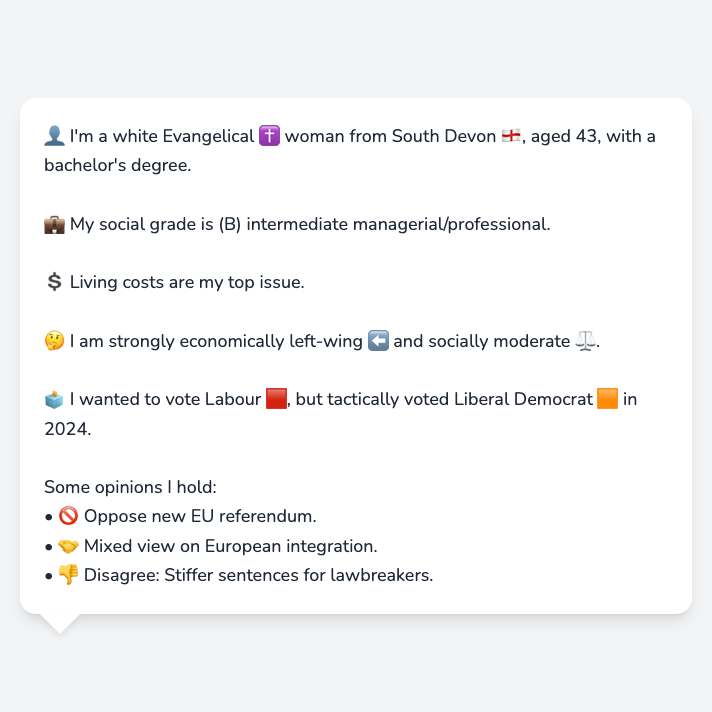 👤 I'm a white Evangelical ✝️ woman from South Devon 🏴󠁧󠁢󠁥󠁮󠁧󠁿, aged 43, with a
bachelor's degree.
💼 My social grade is (B) intermediate managerial/professional.
💲 Living costs are my top issue.
🤔 I am strongly economically left-wing ⬅️ and socially moderate ⚖️.
🗳️ I wanted to vote Labour 🟥, but tactically voted Liberal Democrat 🟧 in
2024.
Some opinions I hold:
• 🚫 Oppose new EU referendum.
• 🤝 Mixed view on European integration.
• 👎 Disagree: Stiffer sentences for lawbreakers.